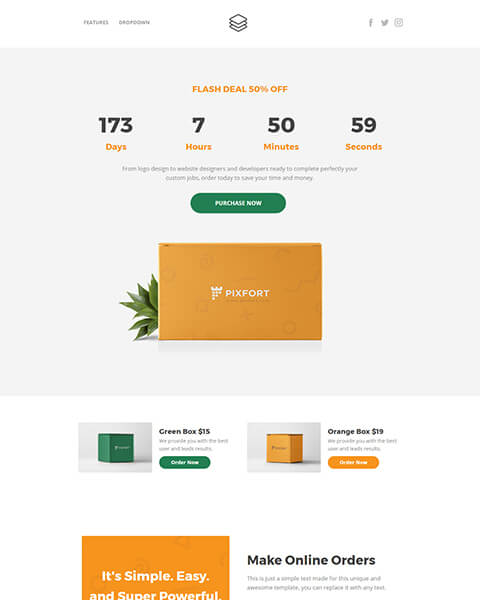 FEATURES DROPDOWN
FLASH DEAL 50% OFF
173 7 50 59
Days Hours Minutes Seconds
From logo design to website designers and developers ready to complete perfectly your
custom jobs, order today to save your time and money.
PURCHASE NOW
PIXFORT
Green Box $15
We provide you with the best
user and leads results.
Order Now
Orange Box $19
We provide you with the best
user and leads results.
Order Now
It's Simple. Easy.
and Super Powerful.
Make Online Orders
This is just a simple text made for this unique and
awesome template, you can replace it with any text.